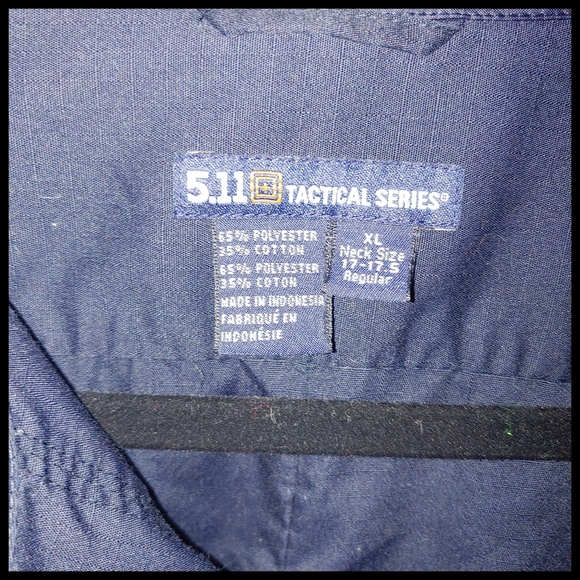 5.11 TACTICAL SERIES®
65% POLYESTER
35% COTTON
65% POLYESTER
35% COTON
MADE IN INDONESIA
FABRIQUÉ EN
INDONÉSIE
XL
Neck Size
17-17.5
Regular